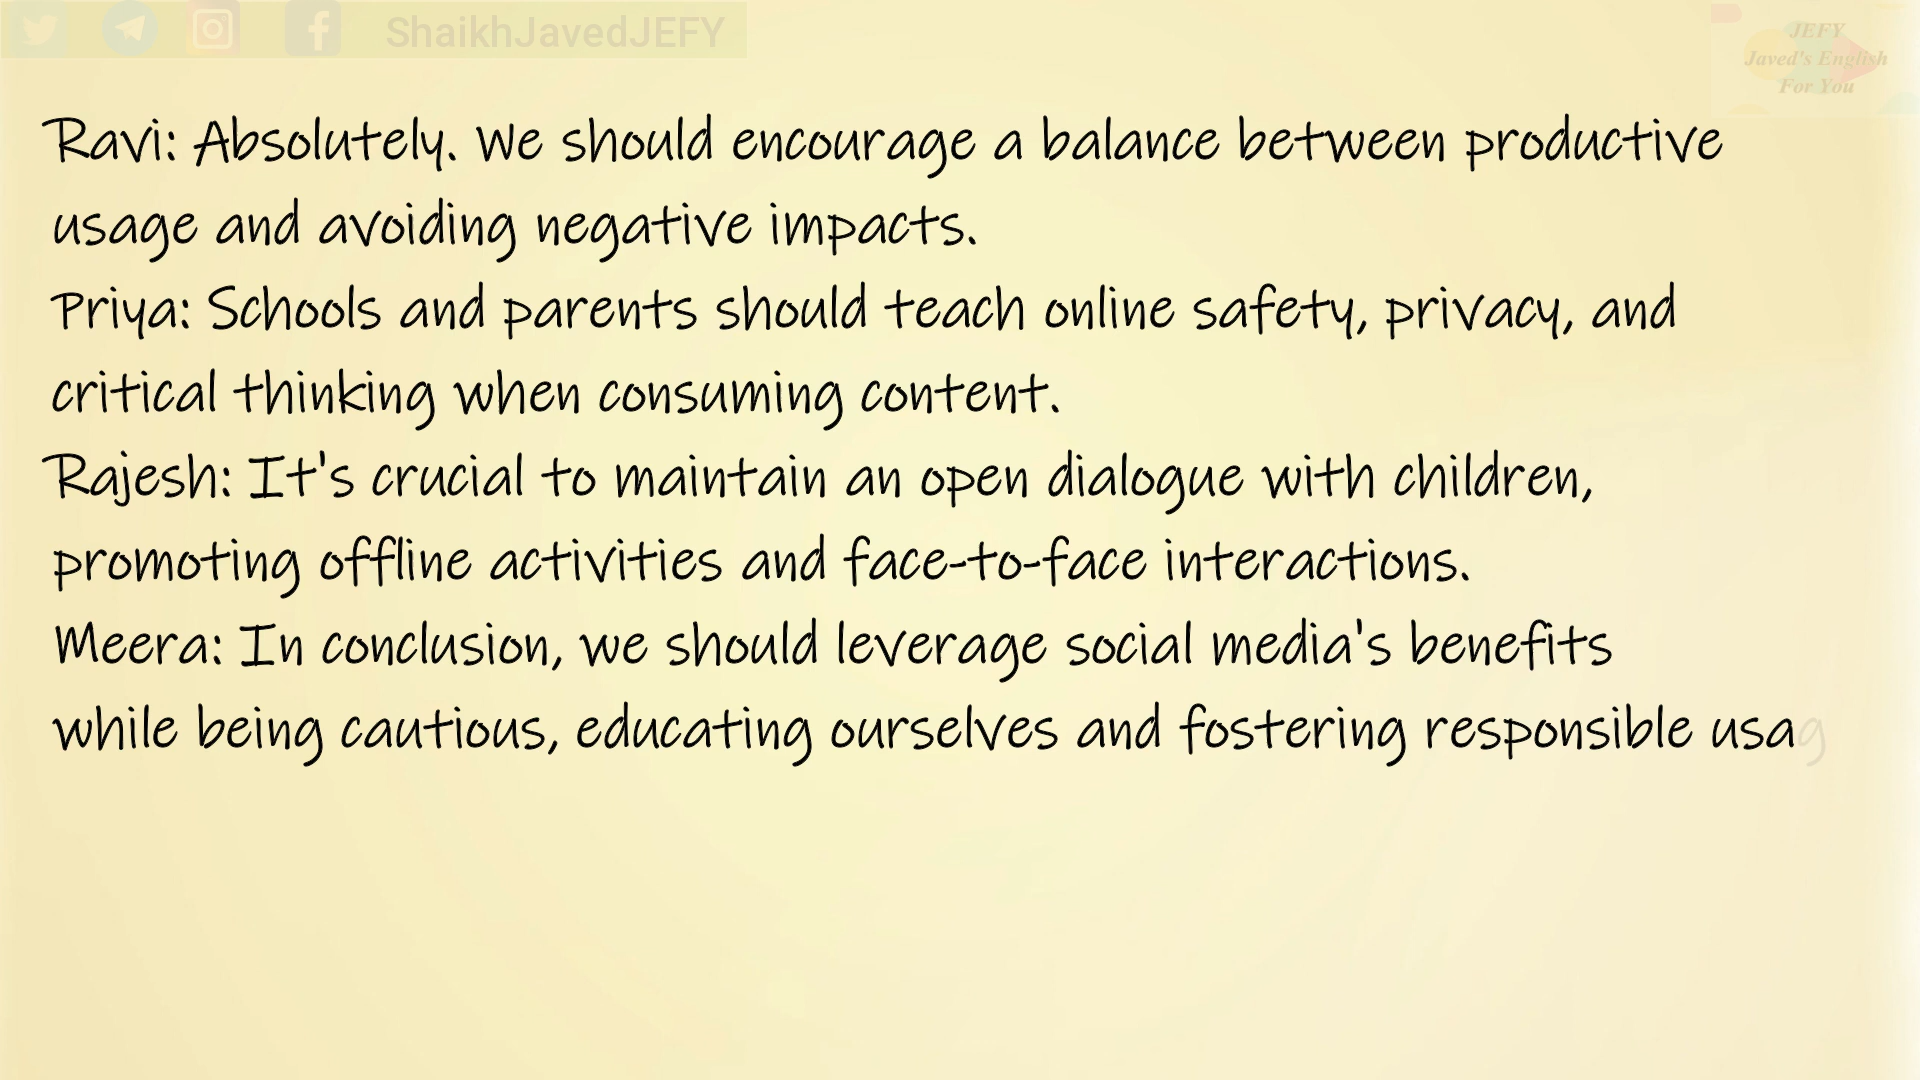 ShaikhJavedJEFY
JEFY
Javed's English
For You
Ravi: Absolutely. We should encourage a balance between productive
usage and avoiding negative impacts.
Priya: Schools and parents should teach online safety, privacy, and
critical thinking when consuming content.
Rajesh: It's crucial to maintain an open dialogue with children,
promoting offline activities and face-to-face interactions.
Meera: In conclusion, we should leverage social media's benefits
while being cautious, educating ourselves and fostering responsible usag